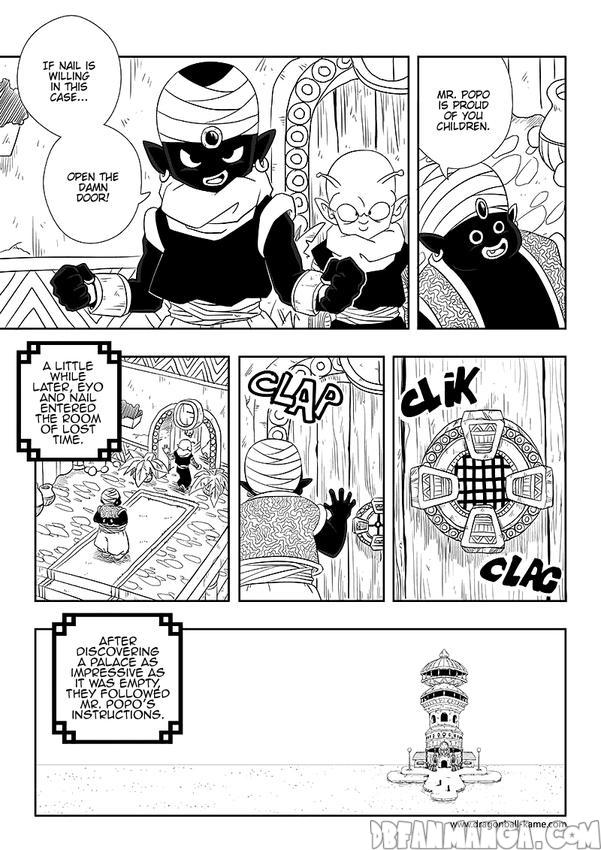 IF NAIL IS
WILLING
IN THIS
CASE...
OPEN THE
DAMN
DOOR!
MR. POPO
IS PROUD
OF YOU
CHILDREN.
A LITTLE
WHILE
LATER, EYO
AND NAIL
ENTERED
THE ROOM
OF LOST
TIME.
CLAP
CLIK
CLAC
AFTER
DISCOVERING
A PALACE AS
IMPRESSIVE AS
IT WAS EMPTY,
THEY FOLLOWED
MR. POPO'S
INSTRUCTIONS.
www.dragonball-kame.com
DBFANMANGA.COM